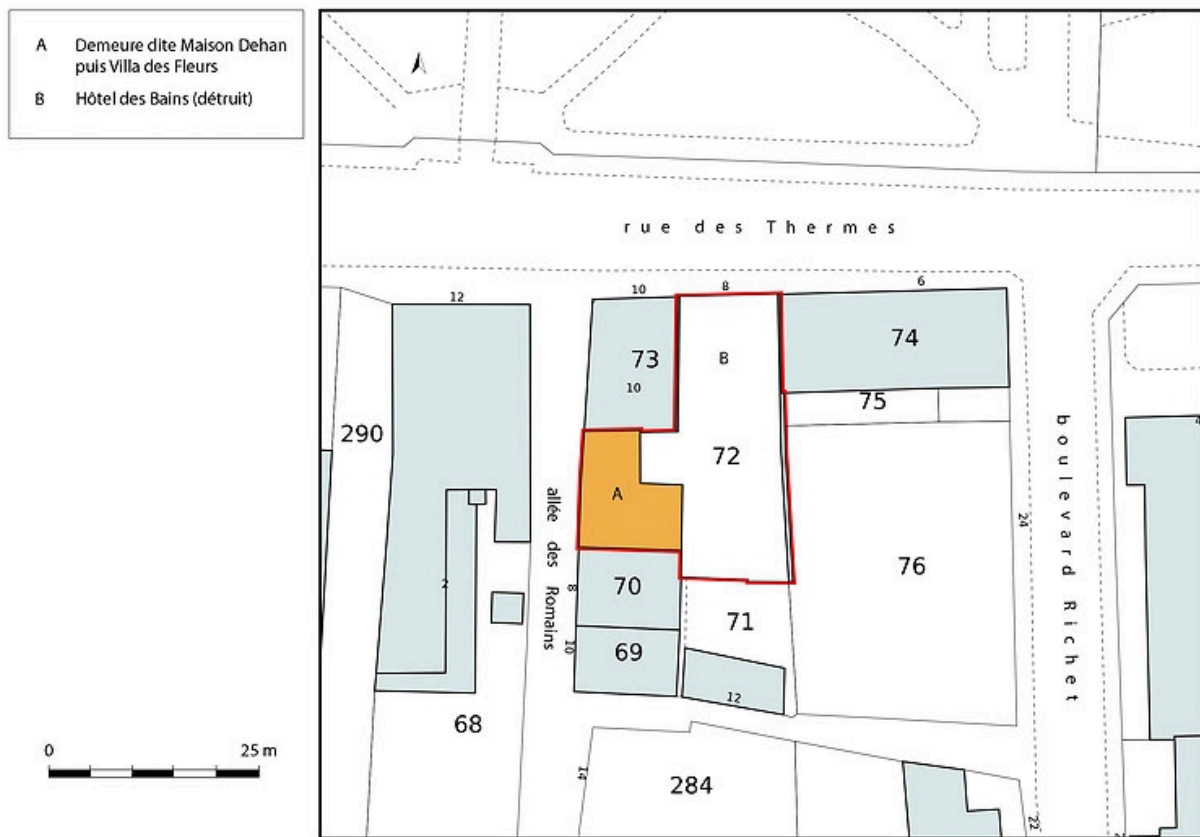 A Demeure dite Maison Dehan
puis Villa des Fleurs
B Hôtel des Bains (détruit)
rue des Thermes
12
10
8
6
73
10
B
74
75
290
72
A
allée des Romains
2
24
boulevard Richet
76
8
70
71
10
69
12
68
0 25 m
14
284
22